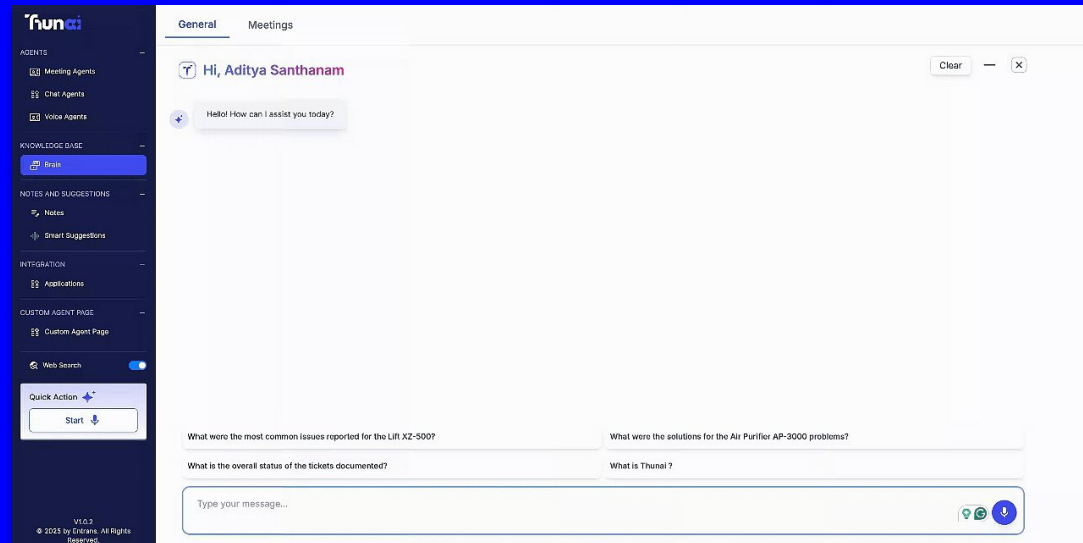 Thunai
AGENTS
Meeting Agents
Chat Agents
Voice Agents
KNOWLEDGE BASE
Brain
NOTES AND SUGGESTIONS
Notes
Smart Suggestions
INTEGRATION
Applications
CUSTOM AGENT PAGE
Custom Agent Page
Web Search
Quick Action
Start
V1.0.2
© 2025 by Entrans. All Rights
Reserved.
General
Meetings
Hi, Aditya Santhanam
Clear
Hello! How can I assist you today?
What were the most common issues reported for the Lift XZ-500?
What were the solutions for the Air Purifier AP-3000 problems?
What is the overall status of the tickets documented?
What is Thunai ?
Type your message...